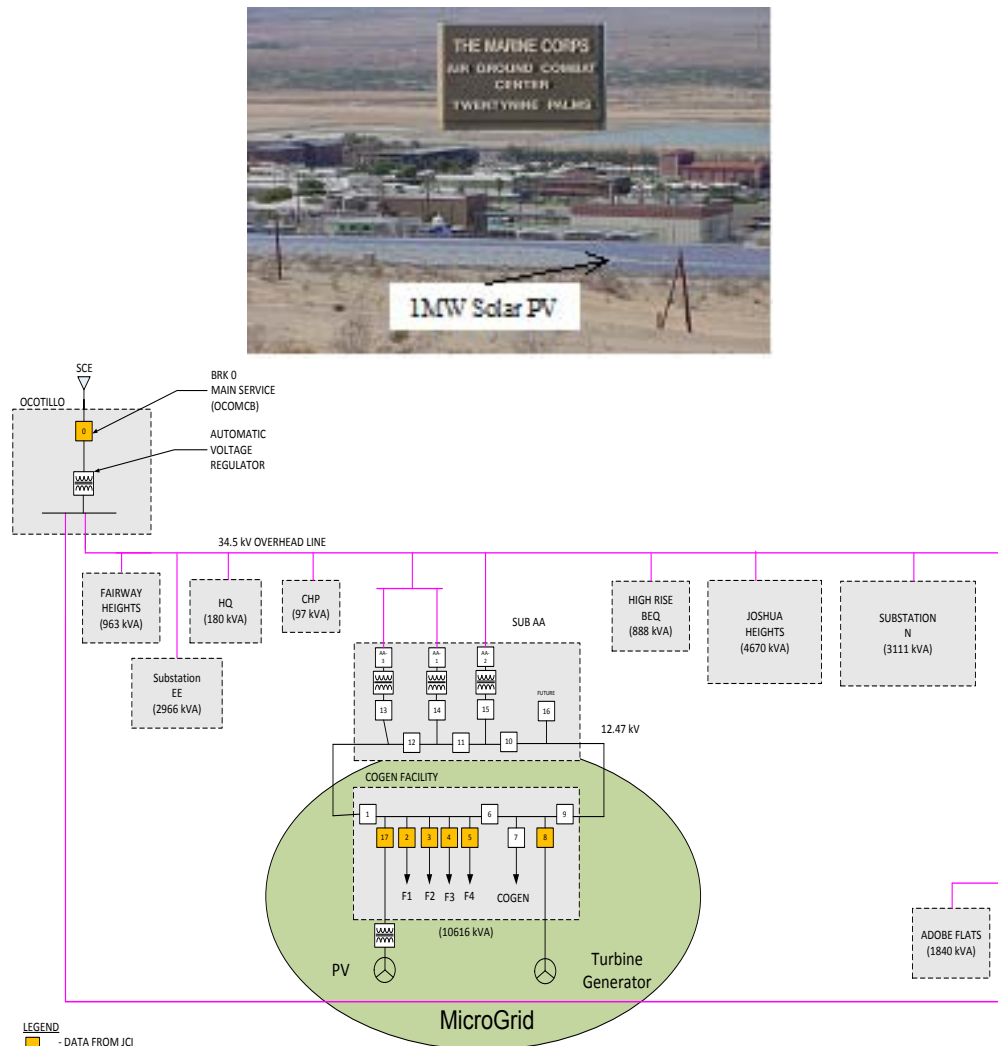 THE MARINE CORPS
AIR GROUND COMBAT
CENTER
TWENTYNINE PALMS
1MW Solar PV
SCE
OCOTILLO
0
BRK 0
MAIN SERVICE
(OCOMCB)
AUTOMATIC
VOLTAGE
REGULATOR
34.5 kV OVERHEAD LINE
FAIRWAY
HEIGHTS
(963 kVA)
HQ
(180 kVA)
CHP
(97 kVA)
HIGH RISE
BEQ
(888 kVA)
JOSHUA
HEIGHTS
(4670 kVA)
SUBSTATION
N
(3111 kVA)
Substation
EE
(2966 kVA)
SUB AA
AA-
3
AA-
1
AA-
2
13
14
15
FUTURE
16
12
11
10
12.47 kV
COGEN FACILITY
1
6
9
17
2
3
4
5
7
8
F1
F2
F3
F4
COGEN
(10616 kVA)
PV
Turbine
Generator
ADOBE FLATS
(1840 kVA)
MicroGrid
LEGEND
- DATA FROM JCI